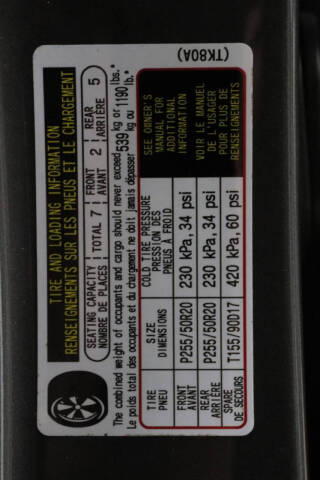 (TK80A)
TIRE AND LOADING INFORMATION
RENSEIGNEMENTS SUR LES PNEUS ET LE CHARGEMENT
SEATING CAPACITY TOTAL 7 FRONT 2 REAR 5
NOMBRE DE PLACES AVANT ARRIÈRE
The combined weight of occupants and cargo should never exceed 539 kg or 1190 lbs.*
Le poids total des occupants et du chargement ne doit jamais dépasser kg ou lb.*
TIRE SIZE COLD TIRE PRESSURE
PNEU DIMENSIONS PRESSION DES
PNEUS À FROID
FRONT P255/50R20 230 kPa, 34 psi
AVANT
REAR P255/50R20 230 kPa, 34 psi
ARRIÈRE
SPARE T155/90D17 420 kPa, 60 psi
DE SECOURS
SEE OWNER'S
MANUAL FOR
ADDITIONAL
INFORMATION
VOIR LE MANUEL
DE L'USAGER
POUR PLUS DE
RENSEIGNEMENTS